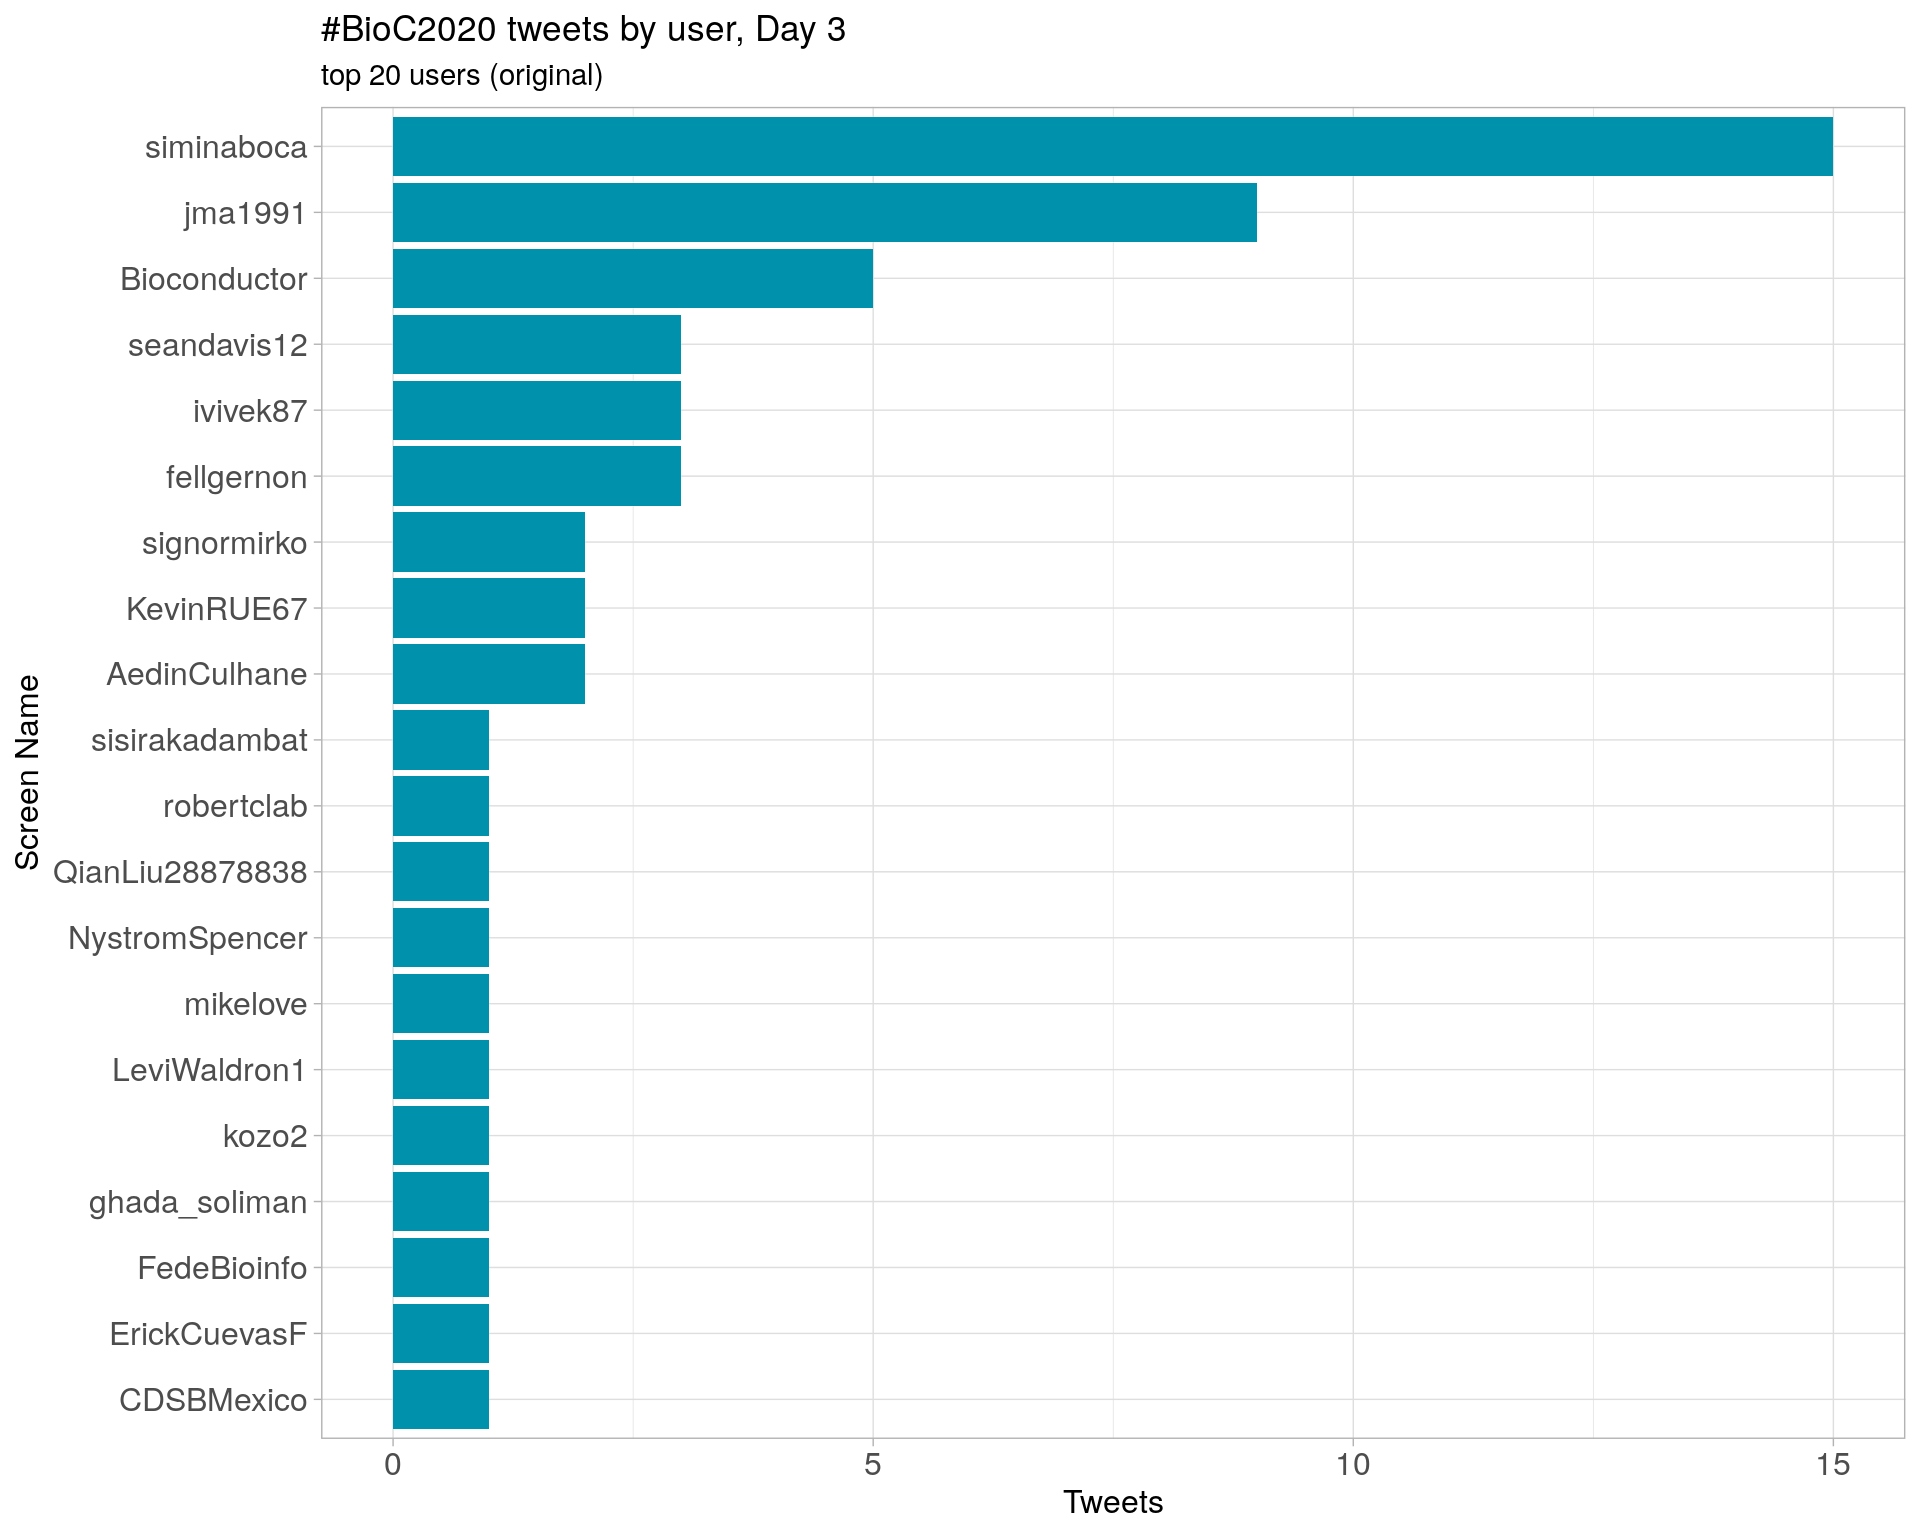 #BioC2020 tweets by user, Day 3
top 20 users (original)
siminaboca
jma1991
Bioconductor
seandavis12
ivivek87
fellgernon
signormirko
KevinRUE67
AedinCulhane
sisirakadambat
robertclab
QianLiu28878838
NystromSpencer
mikelove
LeviWaldron1
kozo2
ghada_soliman
FedeBioinfo
ErickCuevasF
CDSBMexico
Screen Name
0 5 10 15
Tweets